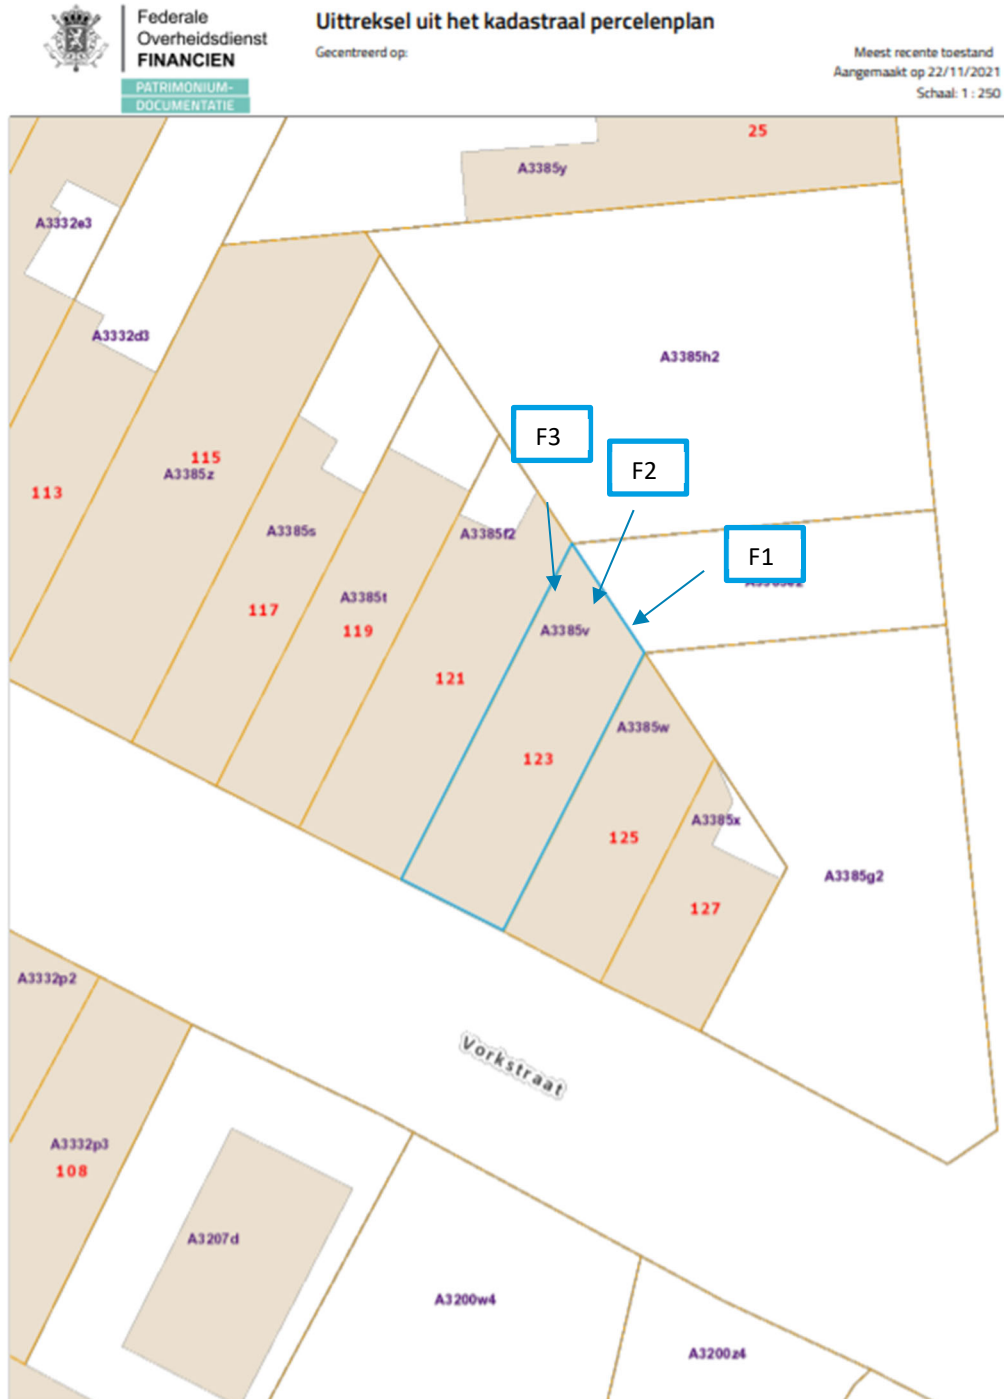 Federale
Overheidsdienst
FINANCIEN
PATRIMONIUM-
DOCUMENTATIE
Uittreksel uit het kadastraal percelenplan
Gecentreerd op:
Meest recente toestand
Aangemaakt op 22/11/2021
Schaal: 1 : 250
25
A3385y
A3332e3
A3332d3
A3385h2
F3
115
F2
A3385z
113
A3385s
A3385f2
F1
A3385t
117
119
A3385v
121
A3385w
123
A3385x
125
A3385g2
127
A3332p2
Vorkstraat
A3332p3
108
A3207d
A3200w4
A3200z4